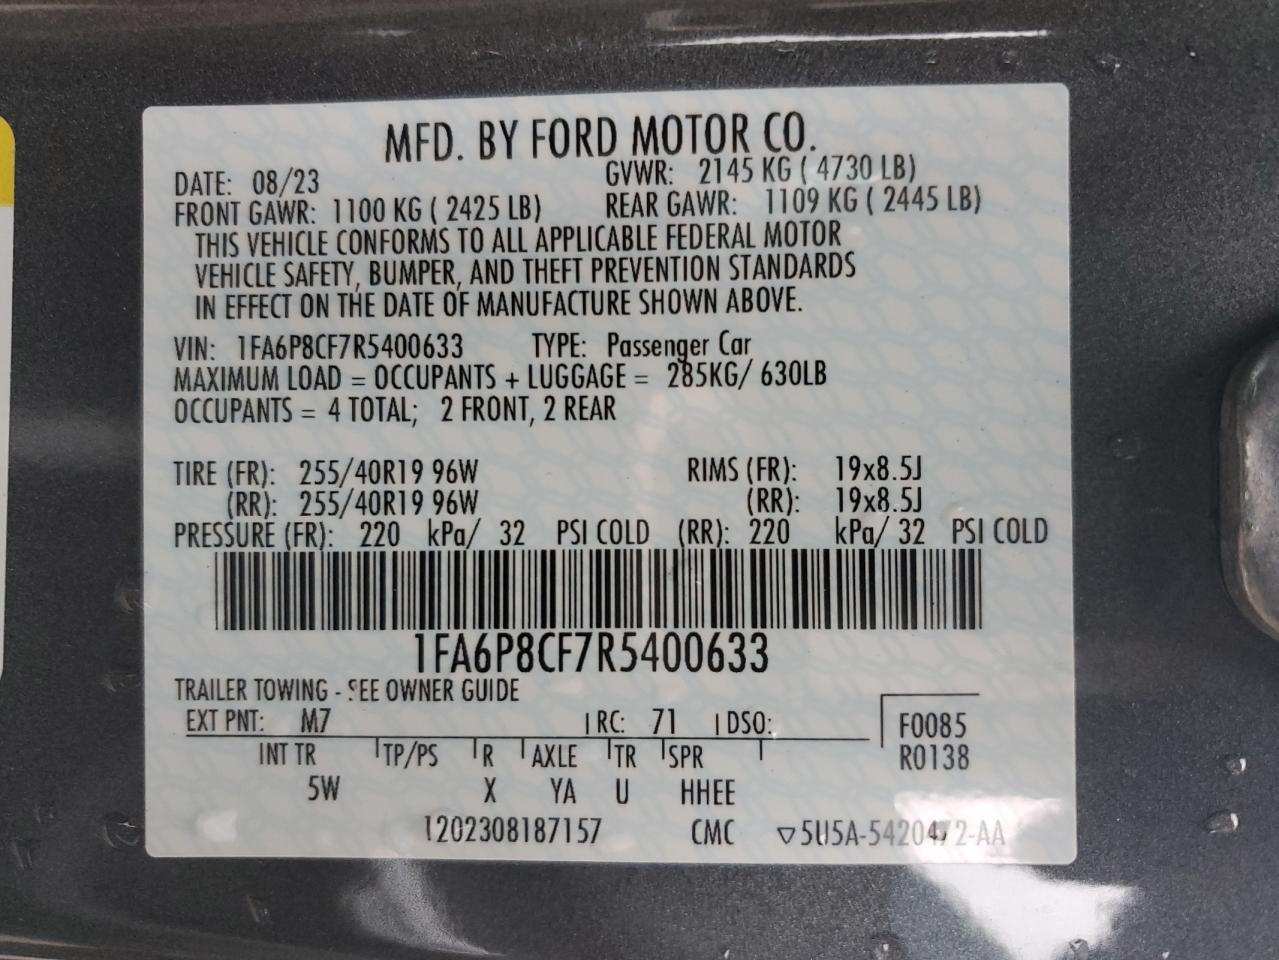 MFD. BY FORD MOTOR CO.
DATE: 08/23 GVWR: 2145 KG ( 4730 LB)
FRONT GAWR: 1100 KG ( 2425 LB) REAR GAWR: 1109 KG ( 2445 LB)
THIS VEHICLE CONFORMS TO ALL APPLICABLE FEDERAL MOTOR
VEHICLE SAFETY, BUMPER, AND THEFT PREVENTION STANDARDS
IN EFFECT ON THE DATE OF MANUFACTURE SHOWN ABOVE.
VIN: 1FA6P8CF7R5400633 TYPE: Passenger Car
MAXIMUM LOAD = OCCUPANTS + LUGGAGE = 285KG/ 630LB
OCCUPANTS = 4 TOTAL; 2 FRONT, 2 REAR
TIRE (FR): 255/40R19 96W RIMS (FR): 19x8.5J
(RR): 255/40R19 96W (RR): 19x8.5J
PRESSURE (FR): 220 kPa/ 32 PSI COLD (RR): 220 kPa/ 32 PSI COLD
1FA6P8CF7R5400633
TRAILER TOWING - SEE OWNER GUIDE
EXT PNT: M7 RC: 71 DSO: F0085
INT TR TP/PS R AXLE TR SPR R0138
5W X YA U HHEE
1202308187157 CMC ▽5U5A-5420472-AA